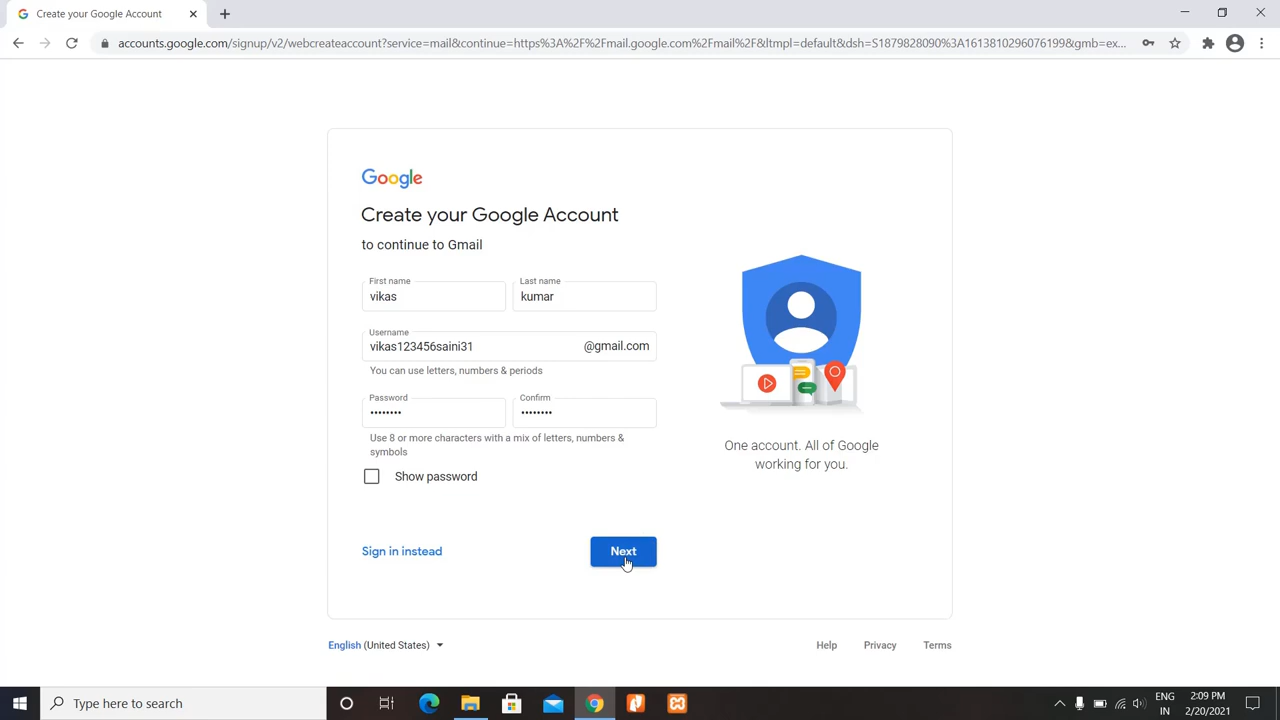 Create your Google Account
accounts.google.com/signup/v2/webcreateaccount?service=mail&continue=https%3A%2F%2Fmail.google.com%2Fmail%2F&ltmpl=default&dsh=S1879828090%3A1613810296076199&gmb=ex...
Google
Create your Google Account
to continue to Gmail
First name
Last name
vikas
kumar
Username
vikas123456saini31
@gmail.com
You can use letters, numbers & periods
Password
Confirm
••••••••
••••••••
Use 8 or more characters with a mix of letters, numbers &
symbols
Show password
Sign in instead
Next
One account. All of Google
working for you.
English (United States)
Help
Privacy
Terms
Type here to search
ENG
IN
2:09 PM
2/20/2021